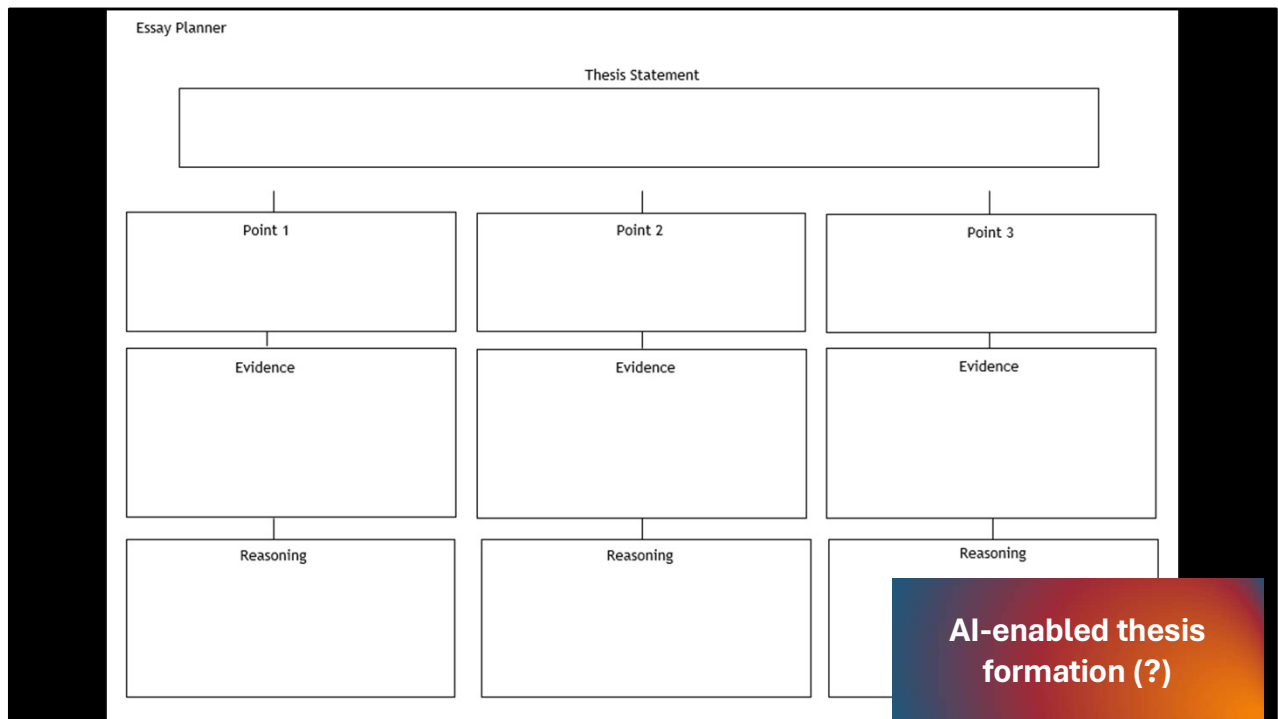 Essay Planner
Thesis Statement
Point 1
Point 2
Point 3
Evidence
Evidence
Evidence
Reasoning
Reasoning
Reasoning
AI-enabled thesis
formation (?)